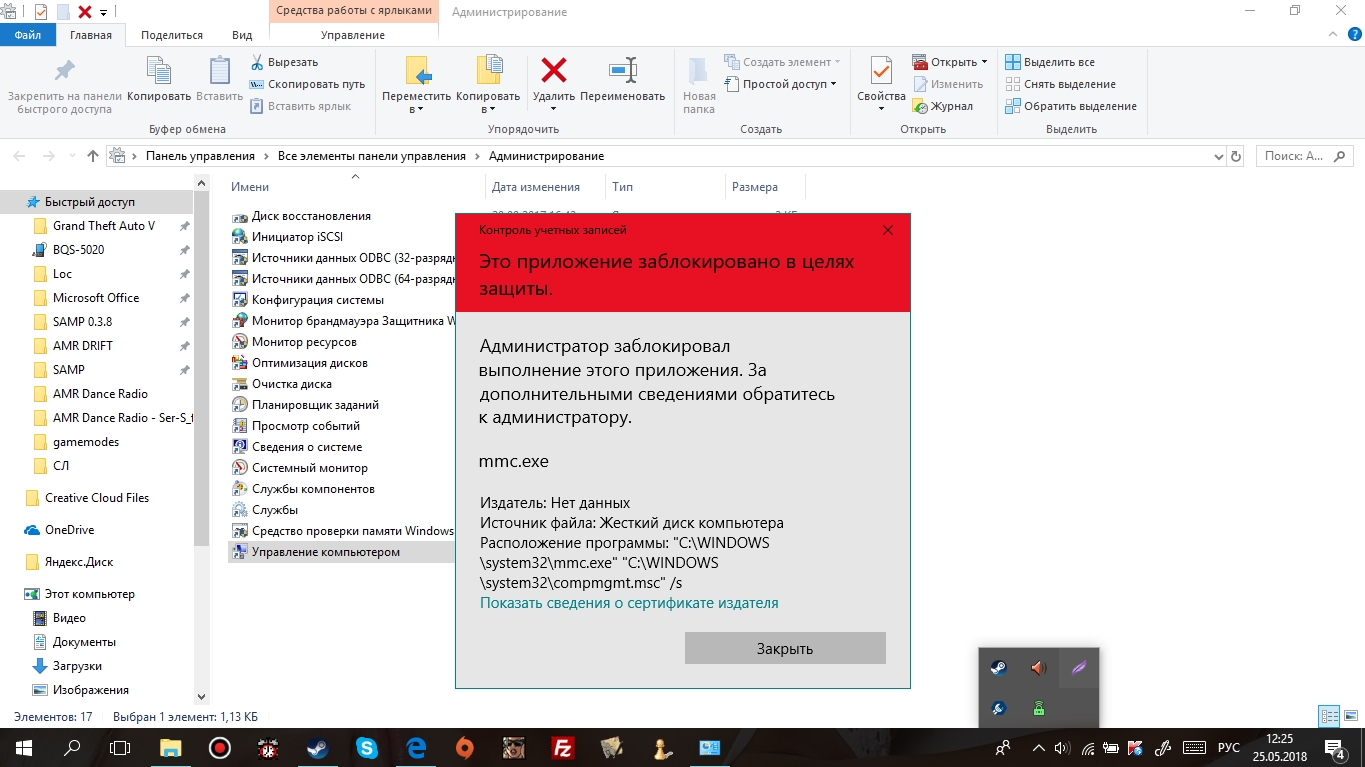 Средства работы с ярлыками
Администрирование
Файл
Главная
Поделиться
Вид
Управление
Закрепить на панели
быстрого доступа
Копировать
Вставить
Вырезать
Скопировать путь
Вставить ярлык
Буфер обмена
Переместить
в
Копировать
в
Удалить
Переименовать
Упорядочить
Новая
папка
Создать элемент
Простой доступ
Создать
Свойства
Открыть
Изменить
Журнал
Открыть
Выделить все
Снять выделение
Обратить выделение
Выделить
Панель управления
Все элементы панели управления
Администрирование
Поиск: А...
Быстрый доступ
Grand Theft Auto V
BQS-5020
Loc
Microsoft Office
SAMP 0.3.8
AMR DRIFT
SAMP
AMR Dance Radio
AMR Dance Radio - Ser-S_f
gamemodes
СЛ
Creative Cloud Files
OneDrive
Яндекс.Диск
Этот компьютер
Видео
Документы
Загрузки
Изображения
Имени
Дата изменения
Тип
Размера
Диск восстановления
Инициатор iSCSI
Источники данных ODBC (32-разрядн
Источники данных ODBC (64-разрядн
Конфигурация системы
Монитор брандмауэра Защитника W
Монитор ресурсов
Оптимизация дисков
Очистка диска
Планировщик заданий
Просмотр событий
Сведения о системе
Системный монитор
Службы компонентов
Службы
Средство проверки памяти Windows
Управление компьютером
Контроль учетных записей
Это приложение заблокировано в целях
защиты.
Администратор заблокировал
выполнение этого приложения. За
дополнительными сведениями обратитесь
к администратору.
mmc.exe
Издатель: Нет данных
Источник файла: Жесткий диск компьютера
Расположение программы: "C:\WINDOWS
\system32\mmc.exe" "C:\WINDOWS
\system32\compmgmt.msc" /s
Показать сведения о сертификате издателя
Закрыть
Элементов: 17
Выбран 1 элемент: 1,13 КБ
РУС
12:25
25.05.2018
4